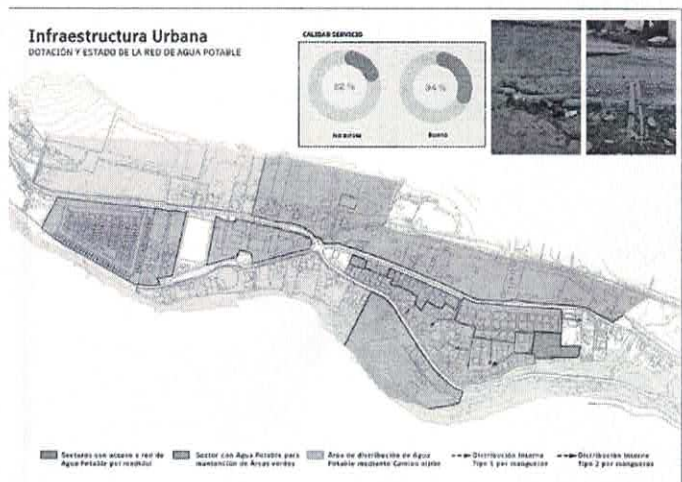 Infraestructura Urbana
DOTACIÓN Y ESTADO DE LA RED DE AGUA POTABLE
CALIDAD SERVICIO
Bueno
Sectores con acceso a red de
Agua Potable por medidor
Sector con Agua Potable para
mantención de Áreas verdes
Área de distribución de Agua
Potable mediante Camión aljibe
Distribución Interna
Tipo 1 por mangueras
Distribución Interna
Tipo 2 por mangueras